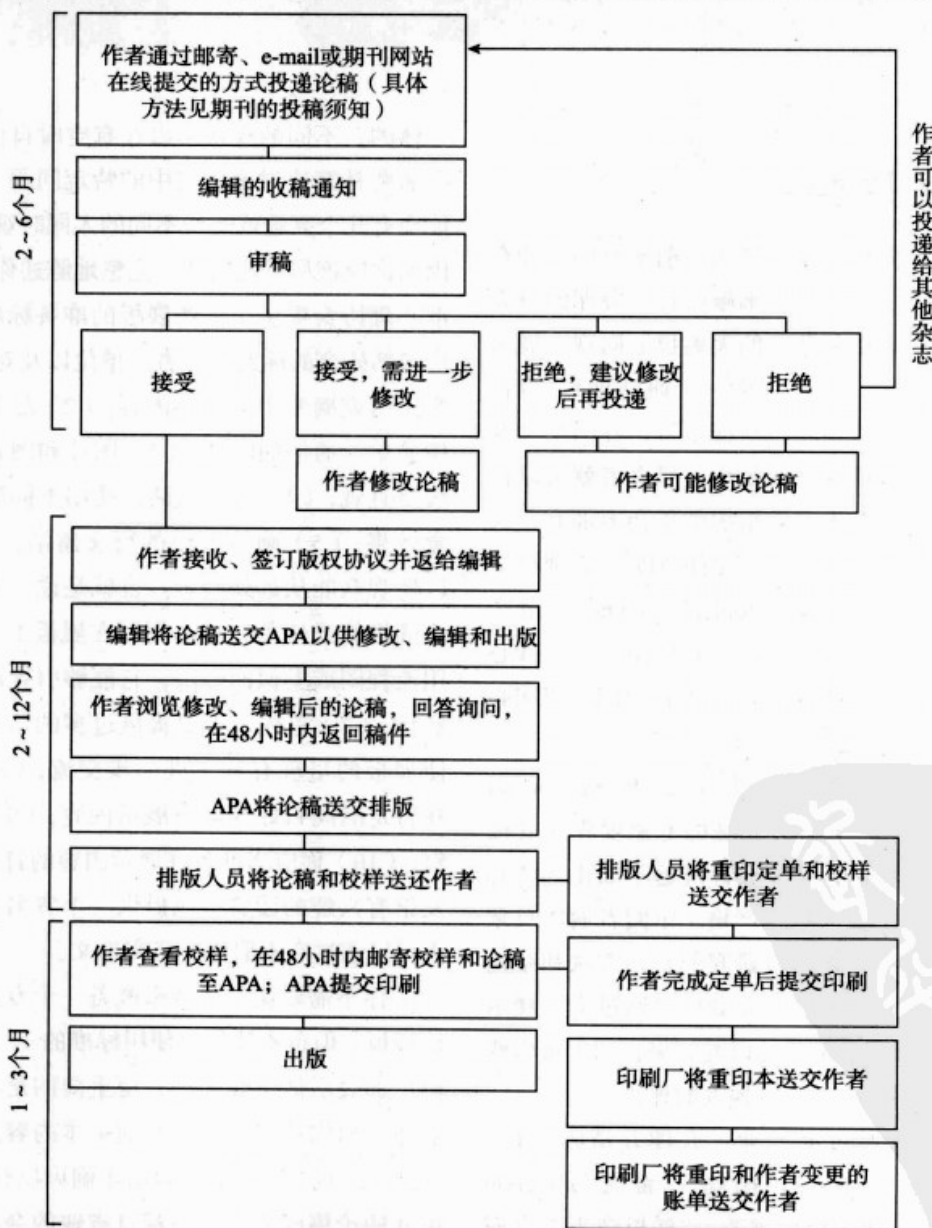 作者通过邮寄、e-mail或期刊网站
在线提交的方式投递论稿（具体
方法见期刊的投稿须知）
编辑的收稿通知
审稿
2～6个月
作者可以投递给其他杂志
接受
接受，需进一步
修改
拒绝，建议修改
后再投递
拒绝
作者修改论稿
作者可能修改论稿
作者接收、签订版权协议并返给编辑
编辑将论稿送交APA以供修改、编辑和出版
2～12个月
作者浏览修改、编辑后的论稿，回答询问，
在48小时内返回稿件
APA将论稿送交排版
排版人员将论稿和校样送还作者
排版人员将重印定单和校样
送交作者
作者查看校样，在48小时内邮寄校样和论稿
至APA；APA提交印刷
作者完成定单后提交印刷
1～3个月
出版
印刷厂将重印本送交作者
印刷厂将重印和作者变更的
账单送交作者